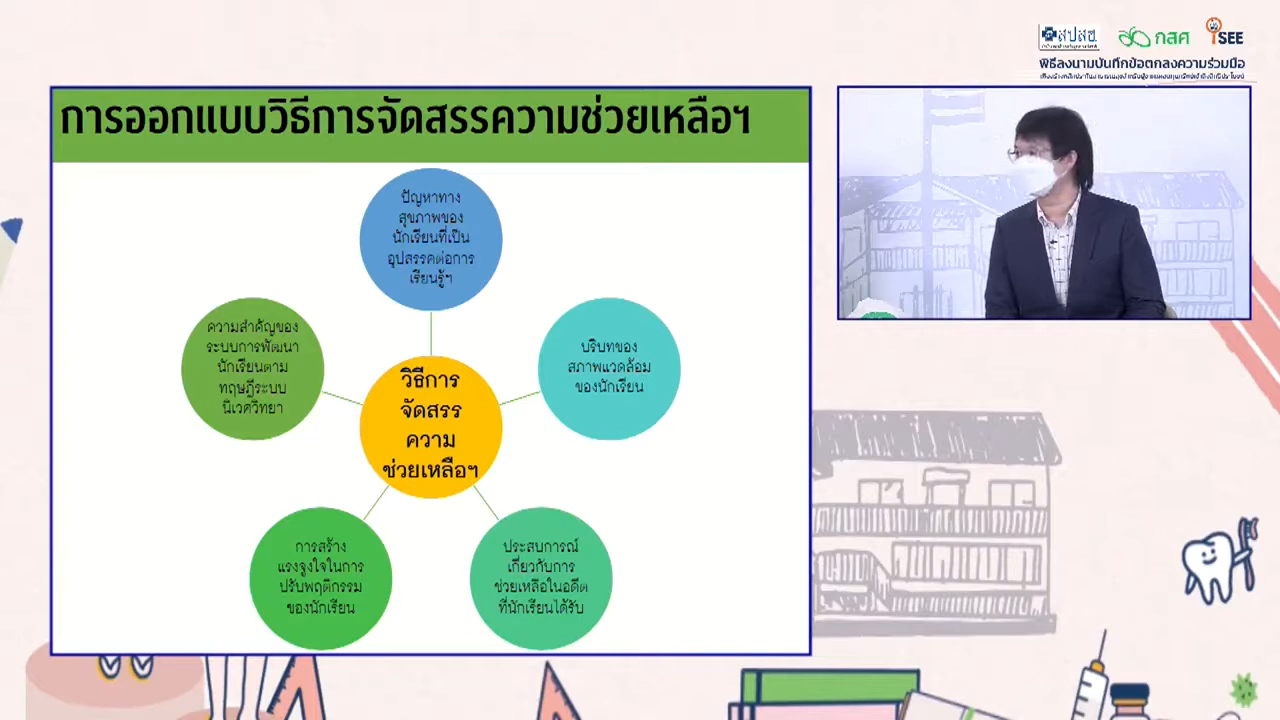 สปสช.
กสศ
iSEE
พิธีลงนามบันทึกข้อตกลงความร่วมมือ
การออกแบบวิธีการจัดสรรความช่วยเหลือฯ
ปัญหาทาง
สุขภาพของ
นักเรียนที่เป็น
อุปสรรคต่อการ
เรียนรู้ฯ
ความสำคัญของ
ระบบการพัฒนา
นักเรียนตาม
ทฤษฎีระบบ
นิเวศวิทยา
บริบทของ
สภาพแวดล้อม
ของนักเรียน
วิธีการ
จัดสรร
ความ
ช่วยเหลือฯ
การสร้าง
แรงจูงใจในการ
ปรับพฤติกรรม
ของนักเรียน
ประสบการณ์
เกี่ยวกับการ
ช่วยเหลือในอดีต
ที่นักเรียนได้รับ